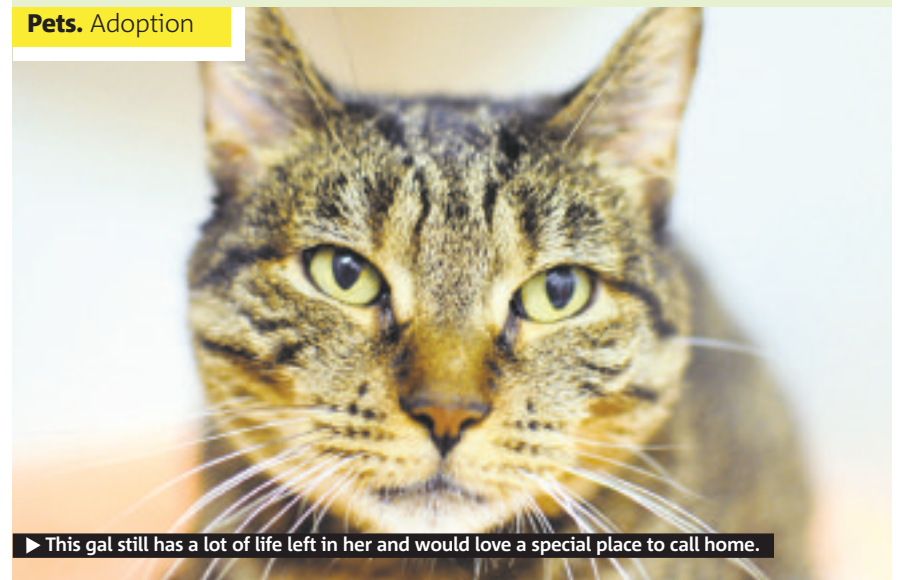 Pets. Adoption
▶ This gal still has a lot of life left in her and would love a special place to call home.